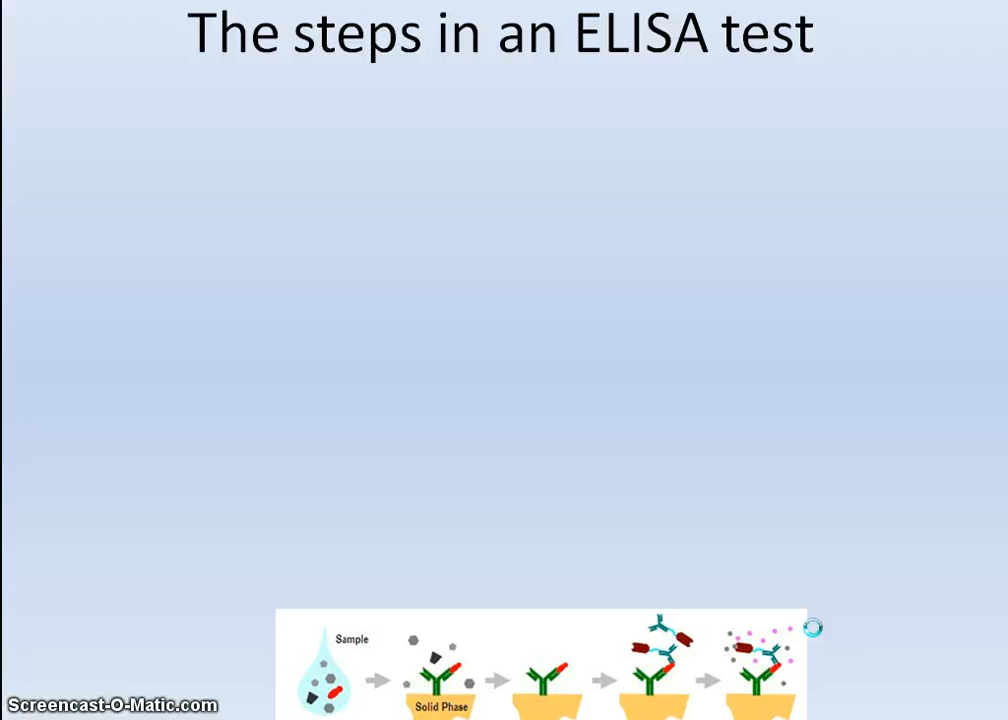 The steps in an ELISA test
Sample
Solid Phase
Screencast-O-Matic.com